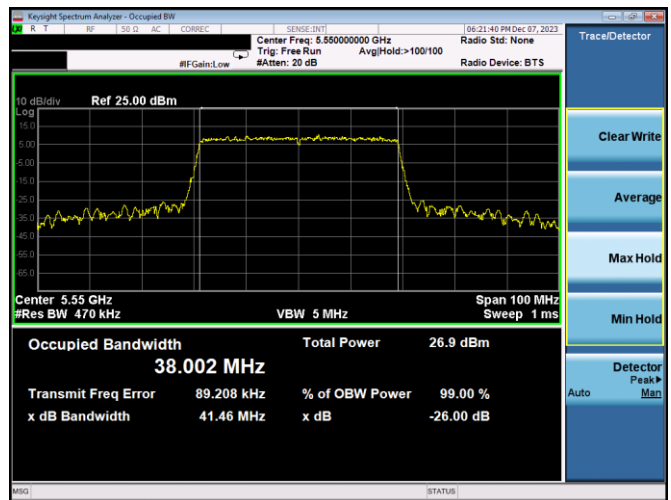 Keysight Spectrum Analyzer - Occupied BW
R T RF 50 Ω AC CORREC SENSE:INT 06:21:40 PM Dec 07, 2023
Center Freq: 5.550000000 GHz Radio Std: None
Trig: Free Run Avg|Hold:>100/100
#IFGain:Low #Atten: 20 dB Radio Device: BTS
Trace/Detector
10 dB/div Ref 25.00 dBm
Log
15.0
5.00
-5.00
-15.0
-25.0
-35.0
-45.0
-55.0
-65.0
Center 5.55 GHz Span 100 MHz
#Res BW 470 kHz VBW 5 MHz Sweep 1 ms
Occupied Bandwidth Total Power 26.9 dBm
38.002 MHz
Transmit Freq Error 89.208 kHz % of OBW Power 99.00 %
x dB Bandwidth 41.46 MHz x dB -26.00 dB
Clear Write
Average
Max Hold
Min Hold
Detector
Peak▶
Auto Man
MSG STATUS